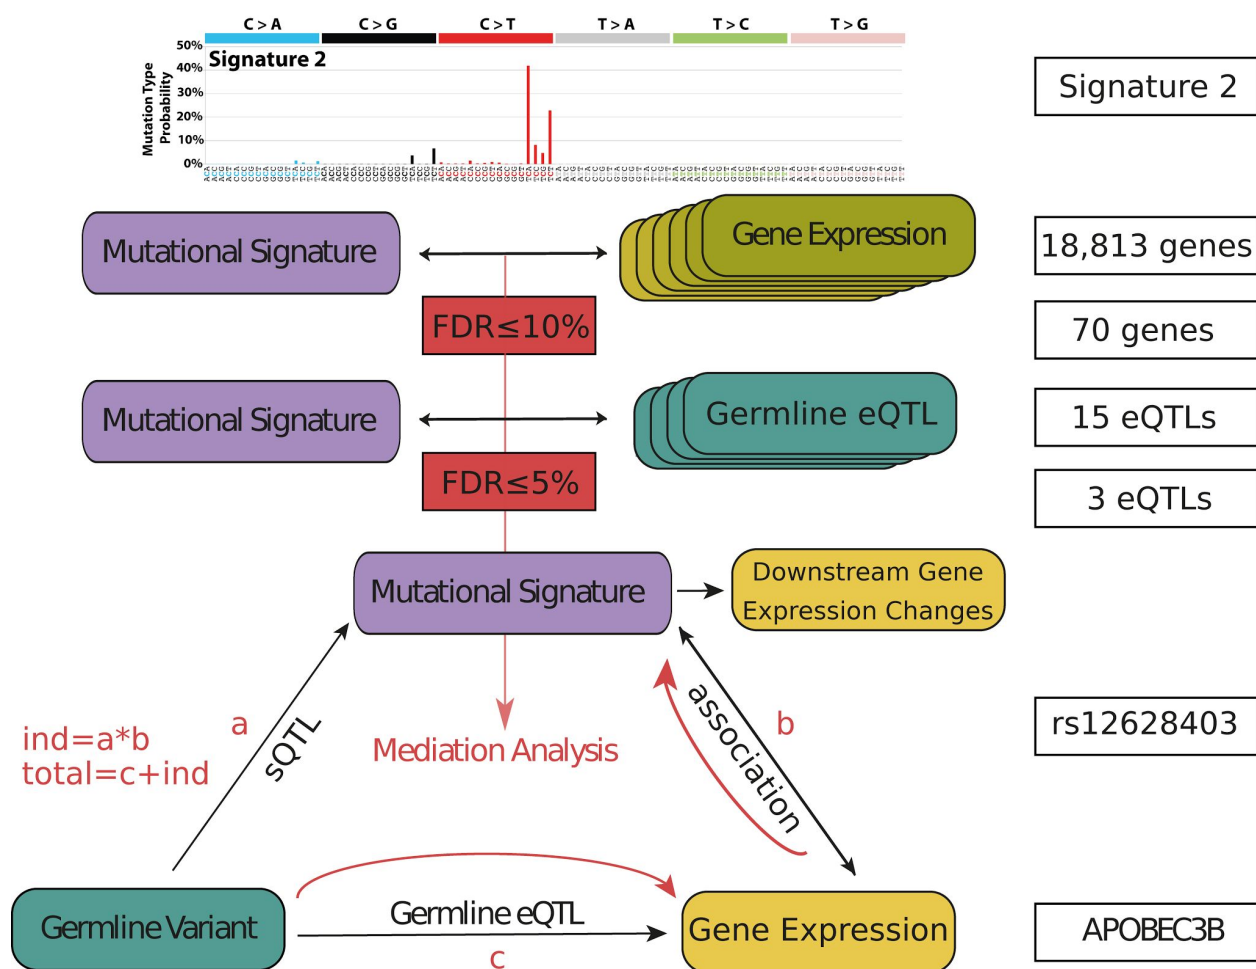 C > A C > G C > T T > A T > C T > G
50%
Signature 2
40%
30%
20%
10%
0%
Mutation Type
Probability
Signature 2
Mutational Signature
Gene Expression
18,813 genes
FDR≤10%
70 genes
Mutational Signature
Germline eQTL
15 eQTLs
FDR≤5%
3 eQTLs
Mutational Signature
Downstream Gene
Expression Changes
a
sQTL
association
b
rs12628403
ind=a*b
total=c+ind
Mediation Analysis
Germline Variant
Germline eQTL
c
Gene Expression
APOBEC3B